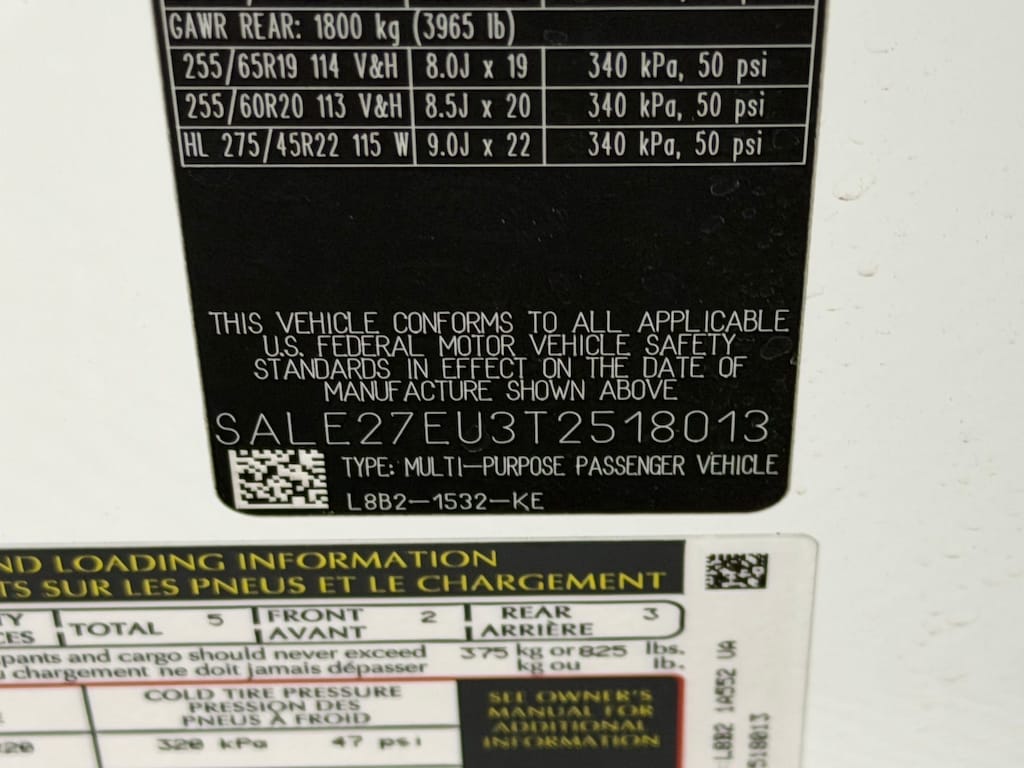 GAWR REAR: 1800 kg (3965 lb)
255/65R19 114 V&H 8.0J x 19 340 kPa, 50 psi
255/60R20 113 V&H 8.5J x 20 340 kPa, 50 psi
HL 275/45R22 115 W 9.0J x 22 340 kPa, 50 psi
THIS VEHICLE CONFORMS TO ALL APPLICABLE
U.S. FEDERAL MOTOR VEHICLE SAFETY
STANDARDS IN EFFECT ON THE DATE OF
MANUFACTURE SHOWN ABOVE
SALE27EU3T2518013
TYPE: MULTI-PURPOSE PASSENGER VEHICLE
L8B2-1532-KE
ND LOADING INFORMATION
TS SUR LES PNEUS ET LE CHARGEMENT
TY TOTAL 5 FRONT 2 REAR 3
CES AVANT ARRIÈRE
pants and cargo should never exceed 375 kg or 825 lbs.
chargement ne doit jamais dépasser kg ou lb.
COLD TIRE PRESSURE
PRESSION DES
PNEUS À FROID
320 kPa 47 psi
SEE OWNER'S
MANUAL FOR
ADDITIONAL
INFORMATION
L8B2 1A552 UA
518013